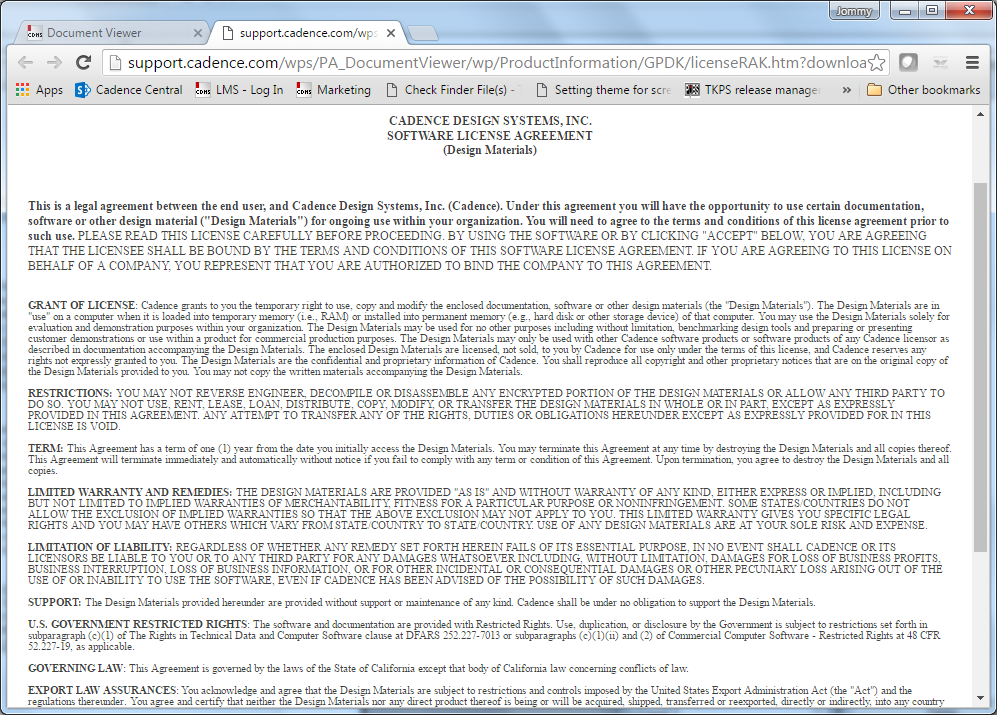 Jommy
CDMS Document Viewer
support.cadence.com/wps
support.cadence.com/wps/PA_DocumentViewer/wp/ProductInformation/GPDK/licenseRAK.htm?downloa
Apps Cadence Central CDMS LMS - Log In CDMS Marketing Check Finder File(s) - Setting theme for scre TKPS release manage » Other bookmarks
CADENCE DESIGN SYSTEMS, INC.
SOFTWARE LICENSE AGREEMENT
(Design Materials)
This is a legal agreement between the end user, and Cadence Design Systems, Inc. (Cadence). Under this agreement you will have the opportunity to use certain documentation,
software or other design material ("Design Materials") for ongoing use within your organization. You will need to agree to the terms and conditions of this license agreement prior to
such use. PLEASE READ THIS LICENSE CAREFULLY BEFORE PROCEEDING. BY USING THE SOFTWARE OR BY CLICKING "ACCEPT" BELOW, YOU ARE AGREEING
THAT THE LICENSEE SHALL BE BOUND BY THE TERMS AND CONDITIONS OF THIS SOFTWARE LICENSE AGREEMENT. IF YOU ARE AGREEING TO THIS LICENSE ON
BEHALF OF A COMPANY, YOU REPRESENT THAT YOU ARE AUTHORIZED TO BIND THE COMPANY TO THIS AGREEMENT.
GRANT OF LICENSE: Cadence grants to you the temporary right to use, copy and modify the enclosed documentation, software or other design materials (the "Design Materials"). The Design Materials are in
"use" on a computer when it is loaded into temporary memory (i.e., RAM) or installed into permanent memory (e.g., hard disk or other storage device) of that computer. You may use the Design Materials solely for
evaluation and demonstration purposes within your organization. The Design Materials may be used for no other purposes including without limitation, benchmarking design tools and preparing or presenting
customer demonstrations or use within a product for commercial production purposes. The Design Materials may only be used with other Cadence software products or software products of any Cadence licensor as
described in documentation accompanying the Design Materials. The enclosed Design Materials are licensed, not sold, to you by Cadence for use only under the terms of this license, and Cadence reserves any
rights not expressly granted to you. The Design Materials are the confidential and proprietary information of Cadence. You shall reproduce all copyright and other proprietary notices that are on the original copy of
the Design Materials provided to you. You may not copy the written materials accompanying the Design Materials.
RESTRICTIONS: YOU MAY NOT REVERSE ENGINEER, DECOMPILE OR DISASSEMBLE ANY ENCRYPTED PORTION OF THE DESIGN MATERIALS OR ALLOW ANY THIRD PARTY TO
DO SO. YOU MAY NOT USE, RENT, LEASE, LOAN, DISTRIBUTE, COPY, MODIFY, OR TRANSFER THE DESIGN MATERIALS IN WHOLE OR IN PART, EXCEPT AS EXPRESSLY
PROVIDED IN THIS AGREEMENT. ANY ATTEMPT TO TRANSFER ANY OF THE RIGHTS, DUTIES OR OBLIGATIONS HEREUNDER EXCEPT AS EXPRESSLY PROVIDED FOR IN THIS
LICENSE IS VOID.
TERM: This Agreement has a term of one (1) year from the date you initially access the Design Materials. You may terminate this Agreement at any time by destroying the Design Materials and all copies thereof.
This Agreement will terminate immediately and automatically without notice if you fail to comply with any term or condition of this Agreement. Upon termination, you agree to destroy the Design Materials and all
copies.
LIMITED WARRANTY AND REMEDIES: THE DESIGN MATERIALS ARE PROVIDED "AS IS" AND WITHOUT WARRANTY OF ANY KIND, EITHER EXPRESS OR IMPLIED, INCLUDING
BUT NOT LIMITED TO IMPLIED WARRANTIES OF MERCHANTABILITY, FITNESS FOR A PARTICULAR PURPOSE OR NONINFRINGEMENT. SOME STATES/COUNTRIES DO NOT
ALLOW THE EXCLUSION OF IMPLIED WARRANTIES SO THAT THE ABOVE EXCLUSION MAY NOT APPLY TO YOU. THIS LIMITED WARRANTY GIVES YOU SPECIFIC LEGAL
RIGHTS AND YOU MAY HAVE OTHERS WHICH VARY FROM STATE/COUNTRY TO STATE/COUNTRY. USE OF ANY DESIGN MATERIALS ARE AT YOUR SOLE RISK AND EXPENSE.
LIMITATION OF LIABILITY: REGARDLESS OF WHETHER ANY REMEDY SET FORTH HEREIN FAILS OF ITS ESSENTIAL PURPOSE, IN NO EVENT SHALL CADENCE OR ITS
LICENSORS BE LIABLE TO YOU OR TO ANY THIRD PARTY FOR ANY DAMAGES WHATSOEVER INCLUDING, WITHOUT LIMITATION, DAMAGES FOR LOSS OF BUSINESS PROFITS,
BUSINESS INTERRUPTION, LOSS OF BUSINESS INFORMATION, OR FOR OTHER INCIDENTAL OR CONSEQUENTIAL DAMAGES OR OTHER PECUNIARY LOSS ARISING OUT OF THE
USE OF OR INABILITY TO USE THE SOFTWARE, EVEN IF CADENCE HAS BEEN ADVISED OF THE POSSIBILITY OF SUCH DAMAGES.
SUPPORT: The Design Materials provided hereunder are provided without support or maintenance of any kind. Cadence shall be under no obligation to support the Design Materials.
U.S. GOVERNMENT RESTRICTED RIGHTS: The software and documentation are provided with Restricted Rights. Use, duplication, or disclosure by the Government is subject to restrictions set forth in
subparagraph (c)(1) of The Rights in Technical Data and Computer Software clause at DFARS 252.227-7013 or subparagraphs (c)(1)(ii) and (2) of Commercial Computer Software - Restricted Rights at 48 CFR
52.227-19, as applicable.
GOVERNING LAW: This Agreement is governed by the laws of the State of California except that body of California law concerning conflicts of law.
EXPORT LAW ASSURANCES: You acknowledge and agree that the Design Materials are subject to restrictions and controls imposed by the United States Export Administration Act (the "Act") and the
regulations thereunder. You agree and certify that neither the Design Materials nor any direct product thereof is being or will be acquired, shipped, transferred or reexported, directly or indirectly, into any country